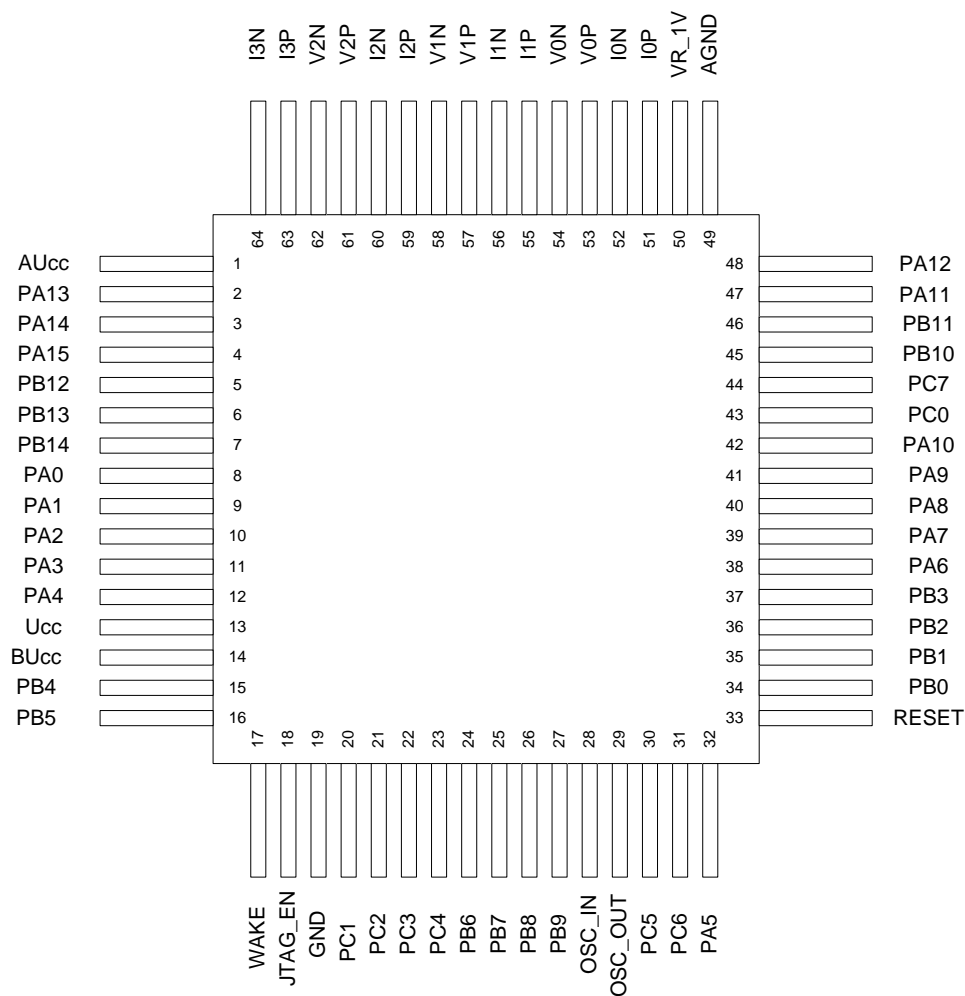 I3N
I3P
V2N
V2P
I2N
I2P
V1N
V1P
I1N
I1P
V0N
V0P
I0N
I0P
VR_1V
AGND
64
63
62
61
60
59
58
57
56
55
54
53
52
51
50
49
AUcc 1 48 PA12
PA13 2 47 PA11
PA14 3 46 PB11
PA15 4 45 PB10
PB12 5 44 PC7
PB13 6 43 PC0
PB14 7 42 PA10
PA0 8 41 PA9
PA1 9 40 PA8
PA2 10 39 PA7
PA3 11 38 PA6
PA4 12 37 PB3
Ucc 13 36 PB2
BUcc 14 35 PB1
PB4 15 34 PB0
PB5 16 33 RESET
17
18
19
20
21
22
23
24
25
26
27
28
29
30
31
32
WAKE
JTAG_EN
GND
PC1
PC2
PC3
PC4
PB6
PB7
PB8
PB9
OSC_IN
OSC_OUT
PC5
PC6
PA5